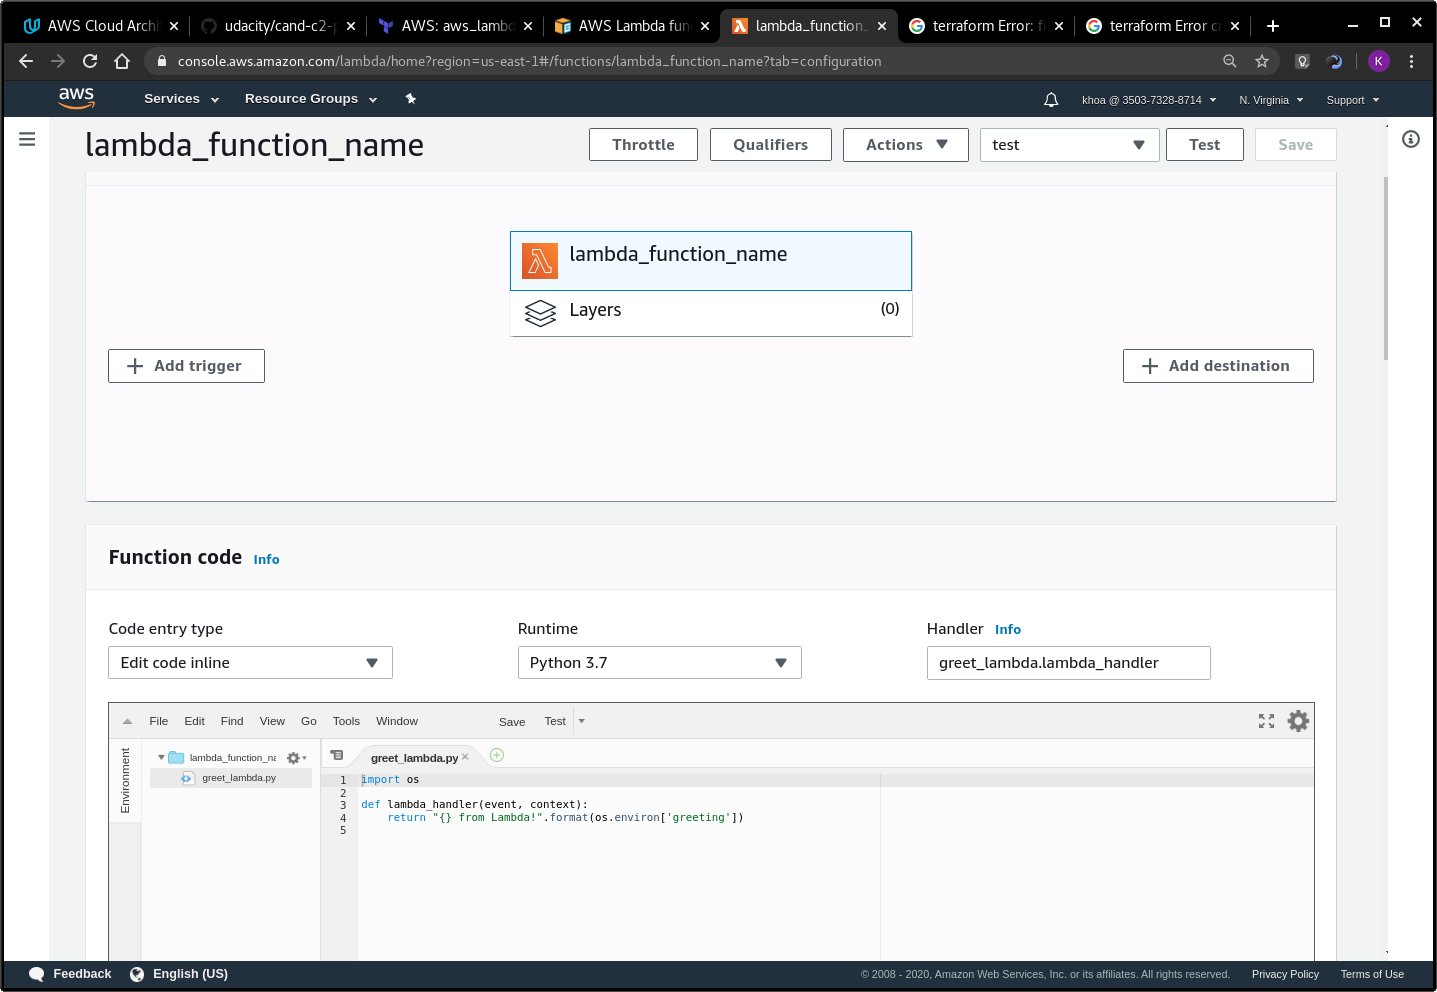 AWS Cloud Archi
udacity/cand-c2-p
AWS: aws_lambd
AWS Lambda fun
lambda_function_
terraform Error: fi
terraform Error cr
console.aws.amazon.com/lambda/home?region=us-east-1#/functions/lambda_function_name?tab=configuration
K
aws
Services
Resource Groups
khoa @ 3503-7328-8714
N. Virginia
Support
lambda_function_name
Throttle
Qualifiers
Actions
test
Test
Save
lambda_function_name
Layers
(0)
Add trigger
Add destination
Function code Info
Code entry type
Runtime
Handler Info
Edit code inline
Python 3.7
greet_lambda.lambda_handler
File Edit Find View Go Tools Window Save Test
Environment
lambda_function_na
greet_lambda.py
greet_lambda.py
1 import os
2
3 def lambda_handler(event, context):
4 return "{} from Lambda!".format(os.environ['greeting'])
5
Feedback
English (US)
© 2008 - 2020, Amazon Web Services, Inc. or its affiliates. All rights reserved.
Privacy Policy
Terms of Use